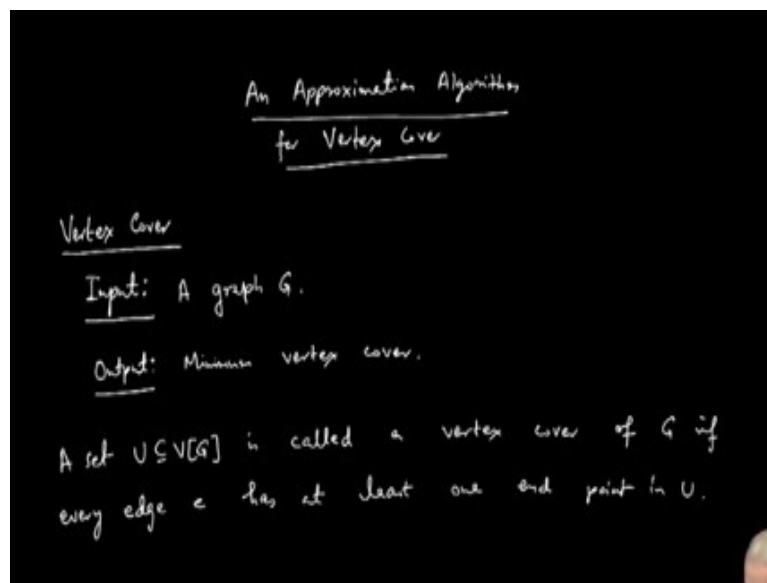 An Approximation Algorithm
for Vertex Cover
Vertex Cover
Input: A graph G.
Output: Minimum vertex cover.
A set U ⊆ V[G] is called a vertex cover of G if
every edge e has at least one end point in U.